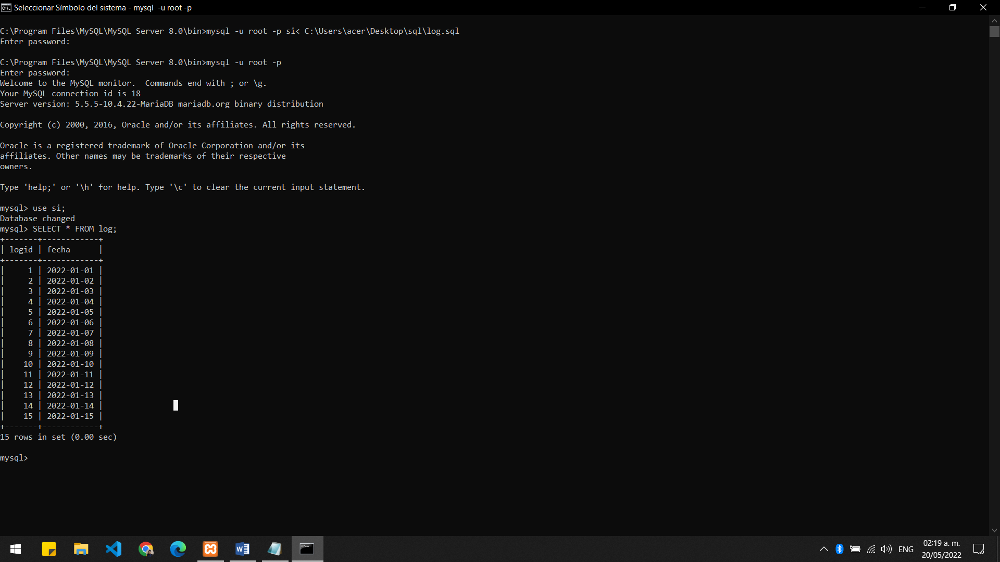 Seleccionar Símbolo del sistema - mysql  -u root -p
C:\Program Files\MySQL\MySQL Server 8.0\bin>mysql -u root -p si< C:\Users\acer\Desktop\sql\log.sql
Enter password:
C:\Program Files\MySQL\MySQL Server 8.0\bin>mysql -u root -p
Enter password:
Welcome to the MySQL monitor.  Commands end with ; or \g.
Your MySQL connection id is 18
Server version: 5.5.5-10.4.22-MariaDB mariadb.org binary distribution
Copyright (c) 2000, 2016, Oracle and/or its affiliates. All rights reserved.
Oracle is a registered trademark of Oracle Corporation and/or its
affiliates. Other names may be trademarks of their respective
owners.
Type 'help;' or '\h' for help. Type '\c' to clear the current input statement.
mysql> use si;
Database changed
mysql> SELECT * FROM log;
+-------+------------+
| logid | fecha      |
+-------+------------+
|     1 | 2022-01-01 |
|     2 | 2022-01-02 |
|     3 | 2022-01-03 |
|     4 | 2022-01-04 |
|     5 | 2022-01-05 |
|     6 | 2022-01-06 |
|     7 | 2022-01-07 |
|     8 | 2022-01-08 |
|     9 | 2022-01-09 |
|    10 | 2022-01-10 |
|    11 | 2022-01-11 |
|    12 | 2022-01-12 |
|    13 | 2022-01-13 |
|    14 | 2022-01-14 |
|    15 | 2022-01-15 |
+-------+------------+
15 rows in set (0.00 sec)
mysql>
ENG
02:19 a. m.
20/05/2022